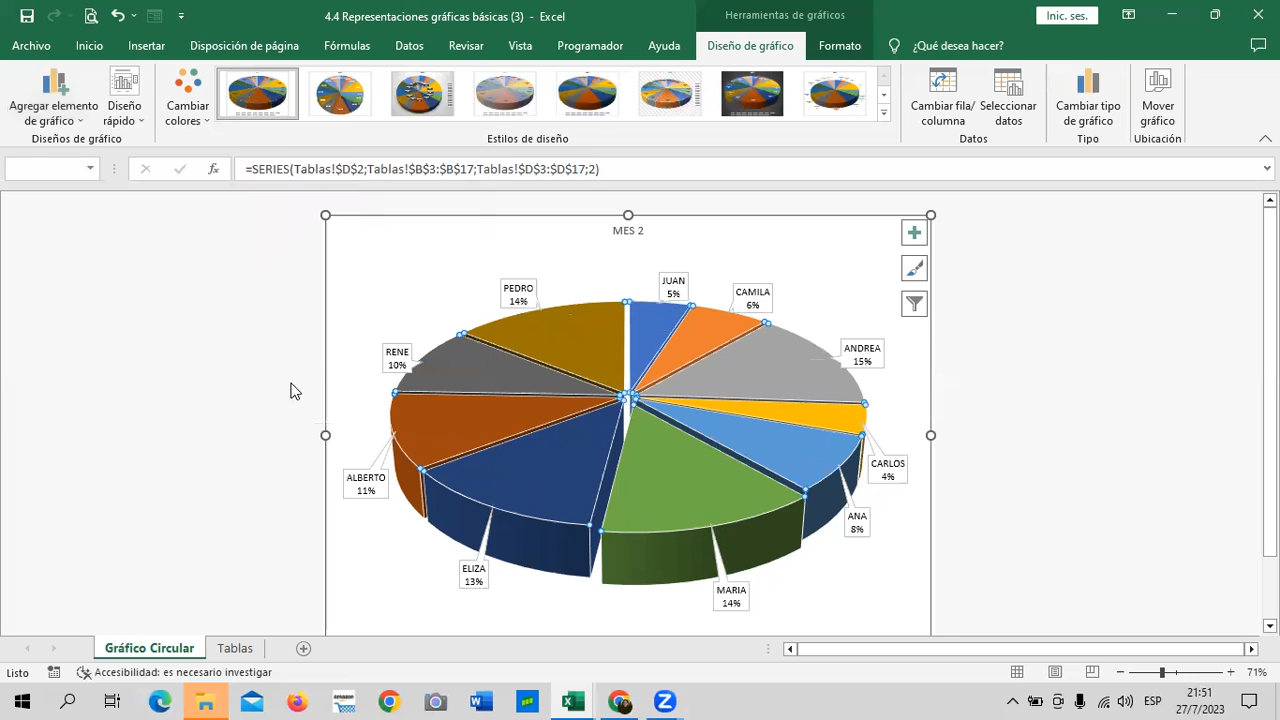 4.4 Representaciones gráficas básicas (3) - Excel
Herramientas de gráficos
Inic. ses.
Archivo
Inicio
Insertar
Disposición de página
Fórmulas
Datos
Revisar
Vista
Programador
Ayuda
Diseño de gráfico
Formato
¿Qué desea hacer?
Agregar elemento
de gráfico
Diseño
rápido
Cambiar
colores
Cambiar fila/
columna
Seleccionar
datos
Cambiar tipo
de gráfico
Mover
gráfico
Diseños de gráfico
Estilos de diseño
Datos
Tipo
Ubicación
fx
=SERIES(Tablas!$D$2;Tablas!$B$3:$B$17;Tablas!$D$3:$D$17;2)
MES 2
JUAN
5%
CAMILA
6%
PEDRO
14%
ANDREA
15%
RENE
10%
CARLOS
4%
ALBERTO
11%
ANA
8%
ELIZA
13%
MARIA
14%
Gráfico Circular
Tablas
Listo
Accesibilidad: es necesario investigar
71%
ESP
21:51
27/7/2023